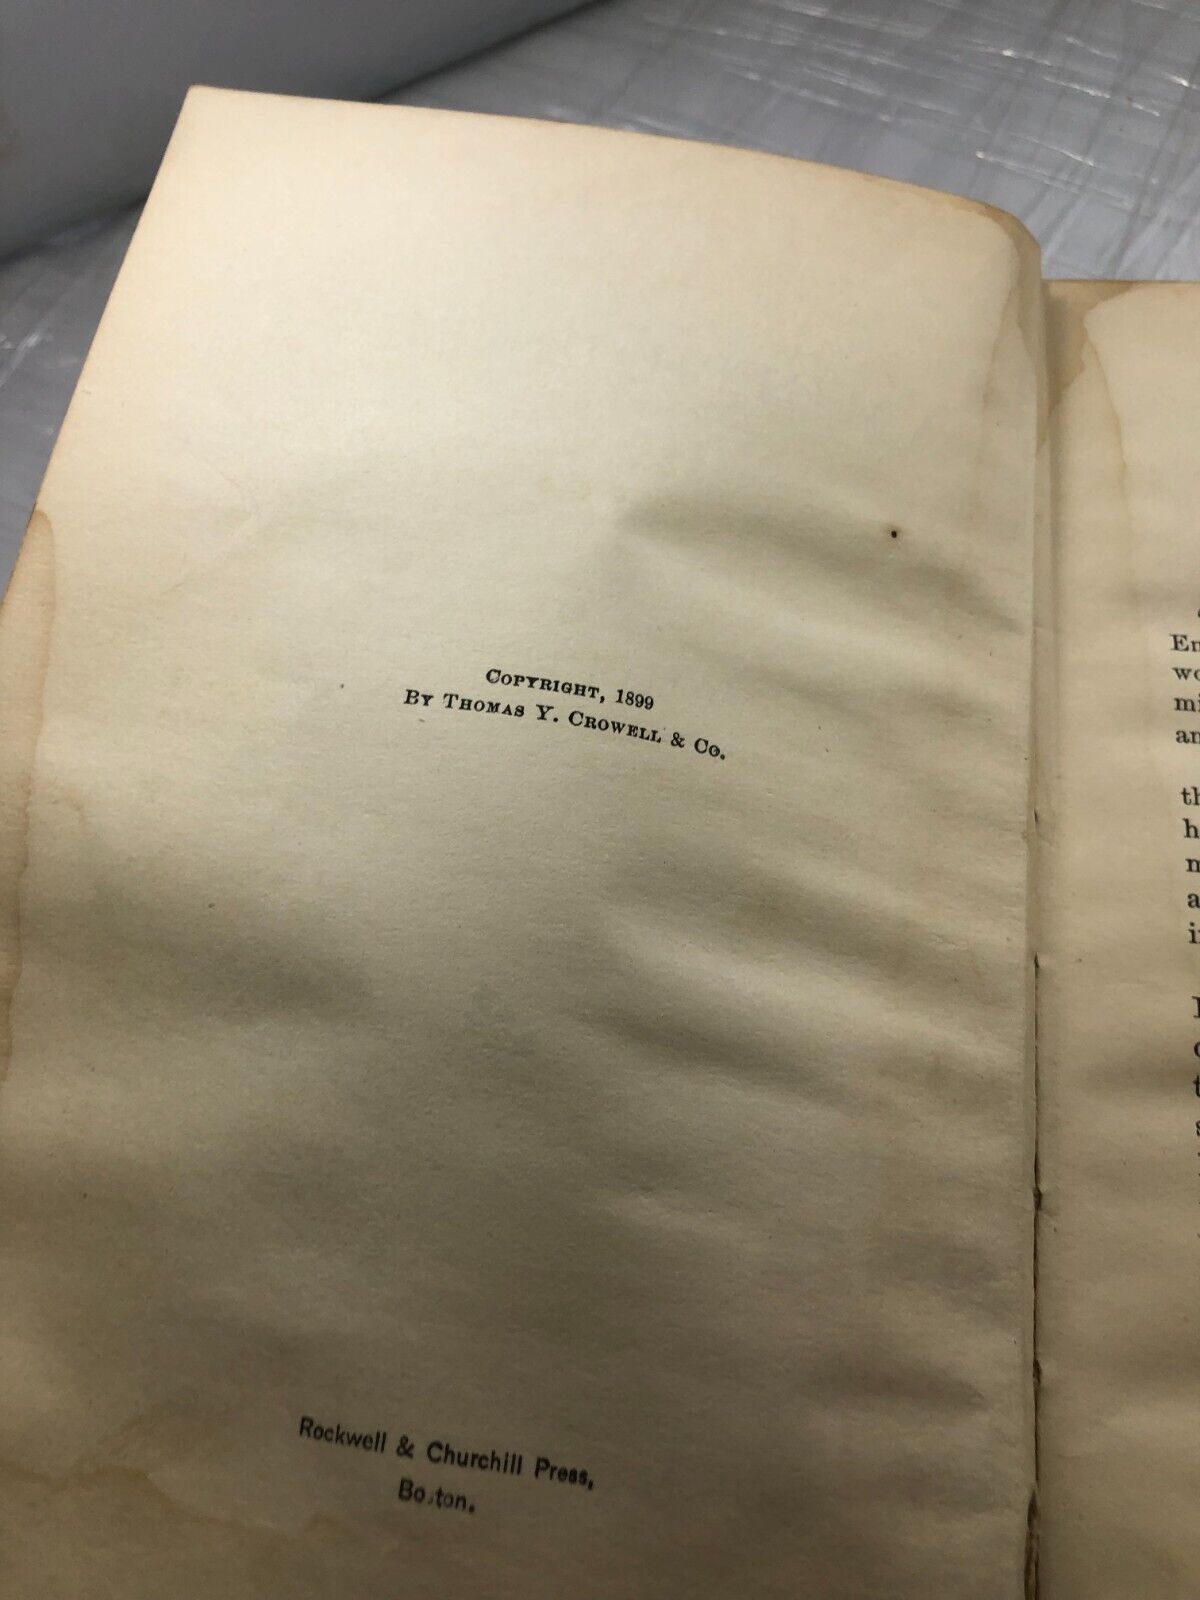 COPYRIGHT, 1899
BY THOMAS Y. CROWELL & CO.
Rockwell & Churchill Press,
Boston.